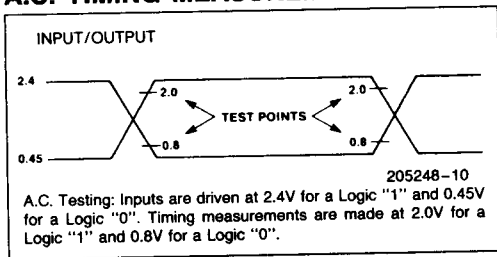 INPUT/OUTPUT
2.4
2.0
2.0
TEST POINTS
0.8
0.8
0.45
205248-10
A.C. Testing: Inputs are driven at 2.4V for a Logic "1" and 0.45V
for a Logic "0". Timing measurements are made at 2.0V for a
Logic "1" and 0.8V for a Logic "0".